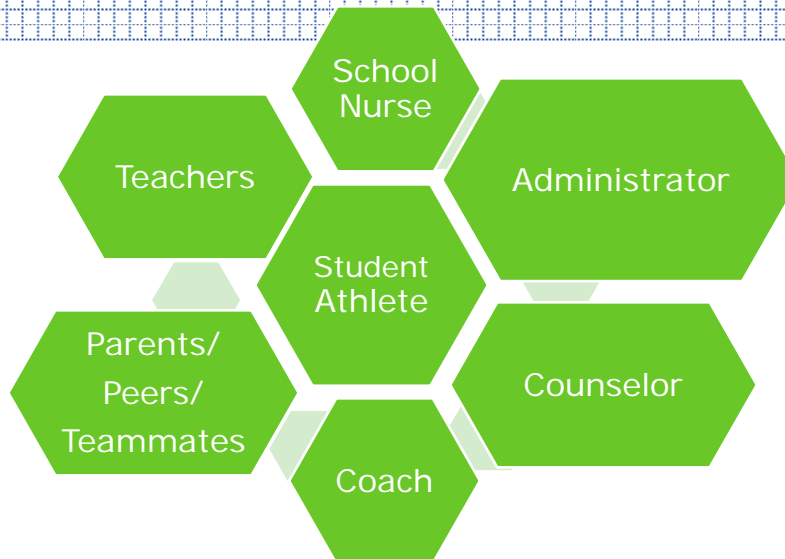 School
Nurse
Teachers
Administrator
Student
Athlete
Parents/
Peers/
Teammates
Counselor
Coach